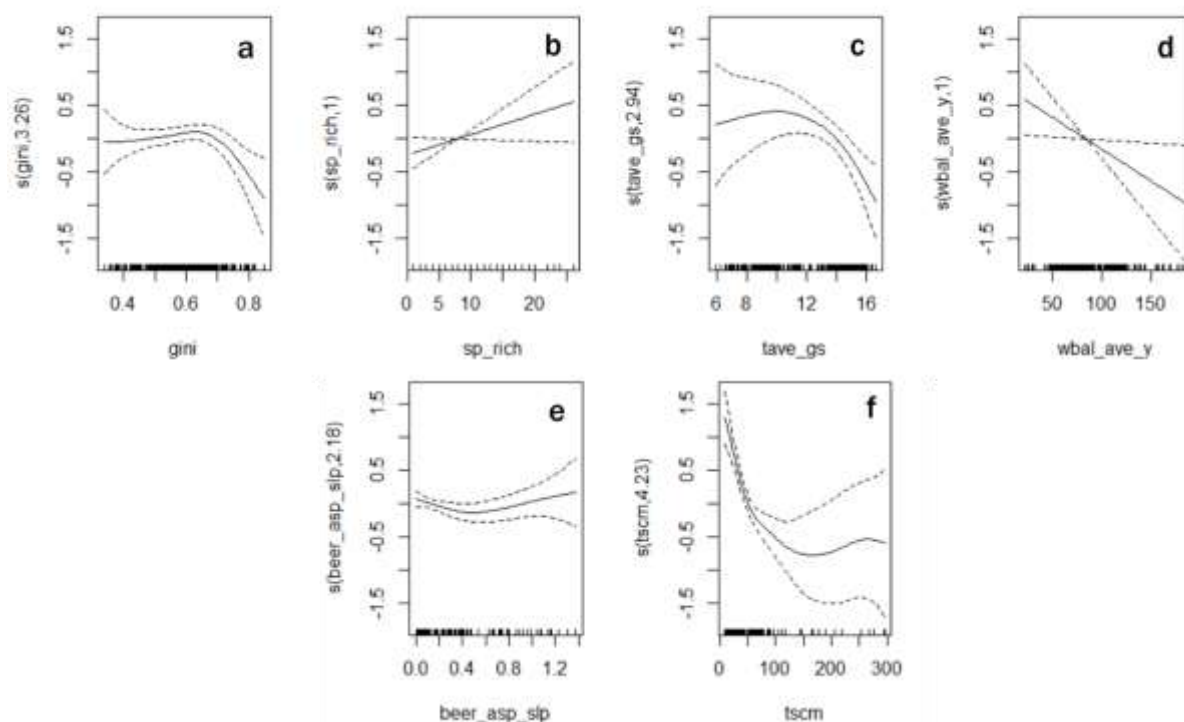 a
s(gini,3.26)
1.5
0.5
-0.5
-1.5
0.4 0.6 0.8
gini
b
s(sp_rich,1)
1.5
0.5
-0.5
-1.5
0 5 10 20
sp_rich
c
s(tave_gs,2.94)
1.5
0.5
-0.5
-1.5
6 8 12 16
tave_gs
d
s(wbal_ave_y,1)
1.5
0.5
-0.5
-1.5
50 100 150
wbal_ave_y
e
s(beer_asp_slp,2.18)
1.5
0.5
-0.5
-1.5
0.0 0.4 0.8 1.2
beer_asp_slp
f
s(tscm,4.23)
1.5
0.5
-0.5
-1.5
0 100 200 300
tscm